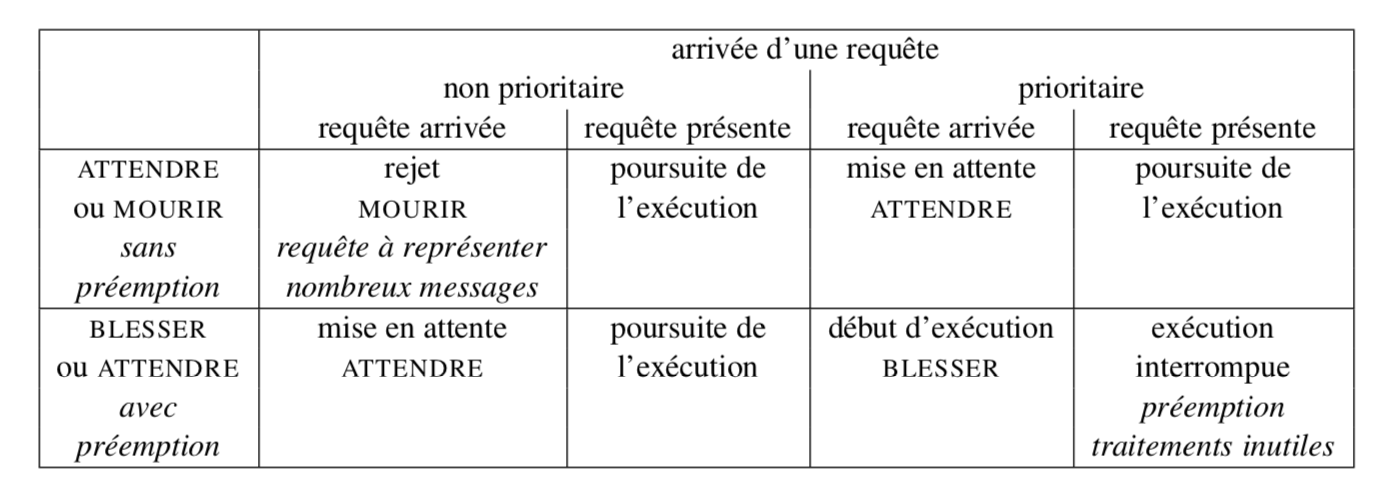 arrivée d’une requête
non prioritaire prioritaire
requête arrivée requête présente requête arrivée requête présente
ATTENDRE rejet poursuite de mise en attente poursuite de
ou MOURIR MOURIR l’exécution ATTENDRE l’exécution
sans requête à représenter
préemption nombreux messages
BLESSER mise en attente poursuite de début d’exécution exécution
ou ATTENDRE ATTENDRE l’exécution BLESSER interrompue
avec préemption
préemption traitements inutiles